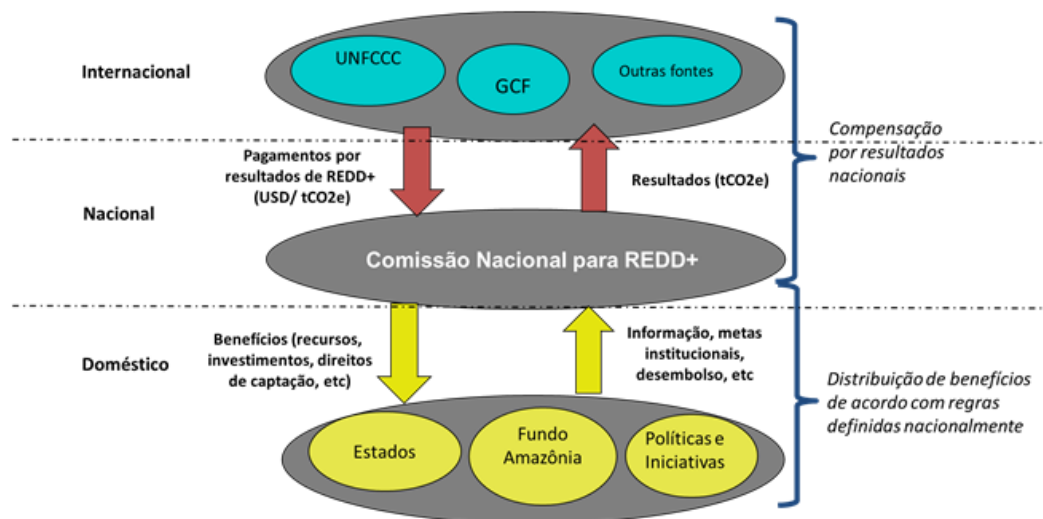 Internacional
UNFCCC
GCF
Outras fontes
Compensação
por resultados
nacionais
Pagamentos por
resultados de REDD+
(USD/ tCO2e)
Resultados (tCO2e)
Nacional
Comissão Nacional para REDD+
Doméstico
Benefícios (recursos,
investimentos, direitos
de captação, etc)
Informação, metas
institucionais,
desembolso, etc
Distribuição de benefícios
de acordo com regras
definidas nacionalmente
Estados
Fundo
Amazônia
Políticas e
Iniciativas